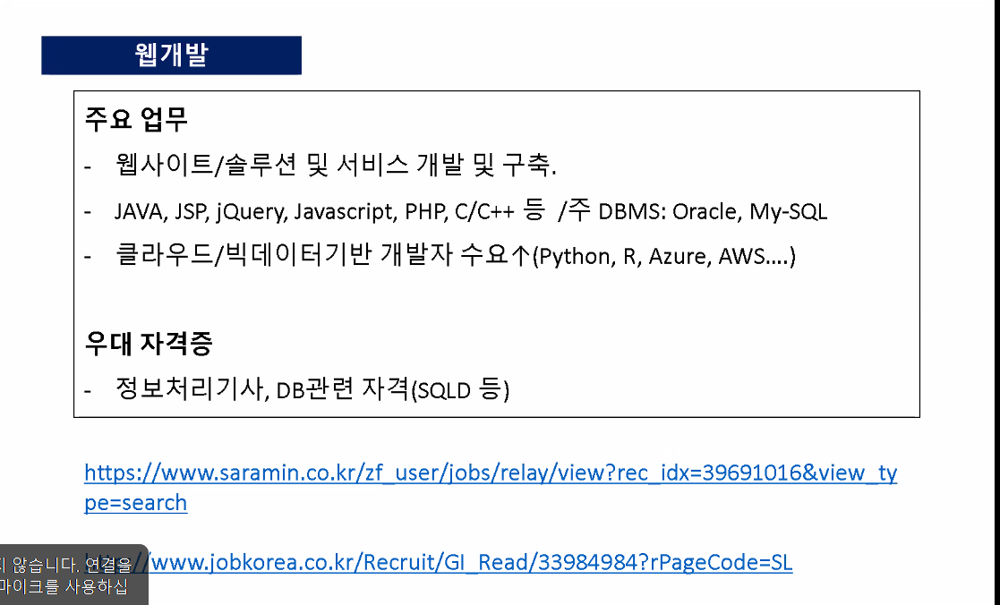 웹개발
주요 업무
- 웹사이트/솔루션 및 서비스 개발 및 구축.
- JAVA, JSP, jQuery, Javascript, PHP, C/C++ 등 /주 DBMS: Oracle, My-SQL
- 클라우드/빅데이터기반 개발자 수요↑(Python, R, Azure, AWS....)
우대 자격증
- 정보처리기사, DB관련 자격(SQLD 등)
https://www.saramin.co.kr/zf_user/jobs/relay/view?rec_idx=39691016&view_ty
pe=search
https://www.jobkorea.co.kr/Recruit/GI_Read/33984984?rPageCode=SL
지 않습니다. 연결을
마이크를 사용하십